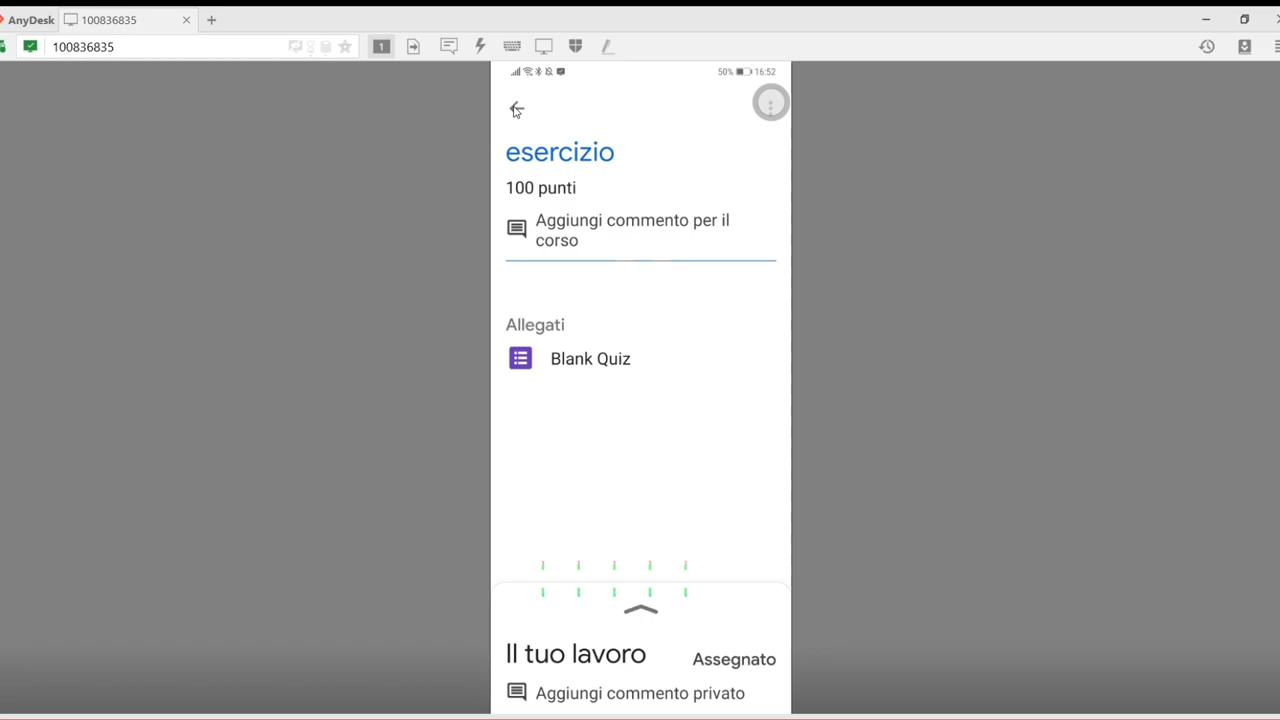 AnyDesk
100836835
100836835
1
50% 16:52
esercizio
100 punti
Aggiungi commento per il
corso
Allegati
Blank Quiz
Il tuo lavoro
Assegnato
Aggiungi commento privato